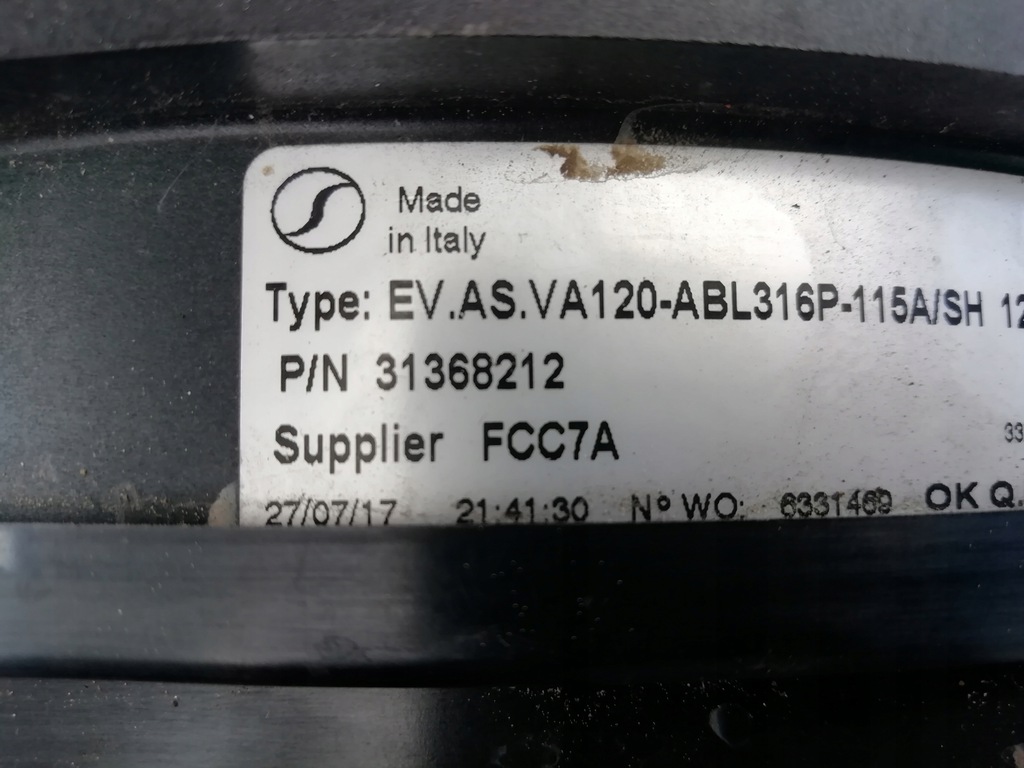 Made
in Italy
Type: EV.AS.VA120-ABL316P-115A/SH 12
P/N 31368212
33
Supplier FCC7A
27/07/17 21:41:30 Nº WO: 6331469 OK Q.